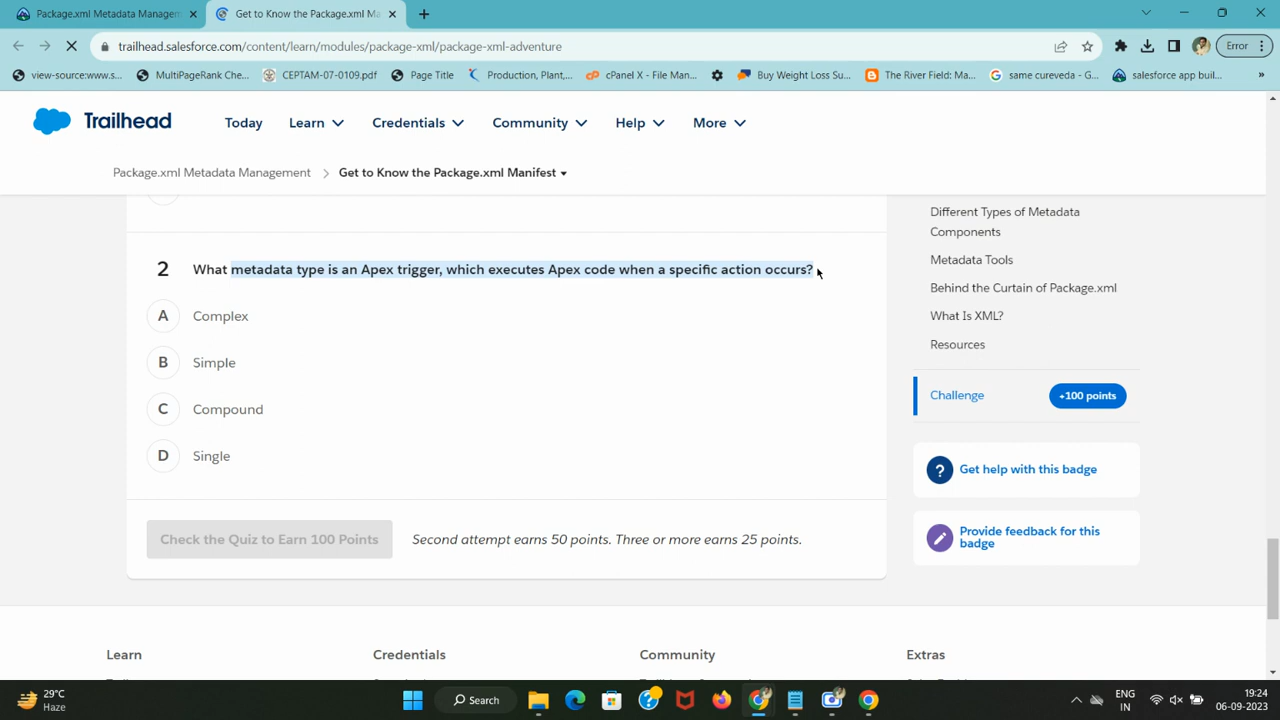 Package.xml Metadata Managem
Get to Know the Package.xml Ma
trailhead.salesforce.com/content/learn/modules/package-xml/package-xml-adventure
Error
view-source:www.s...
MultiPageRank Che...
CEPTAM-07-0109.pdf
Page Title
Production, Plant,...
cPanel X - File Man...
Buy Weight Loss Su...
The River Field: Ma...
same cureveda - G...
salesforce app buil...
»
Trailhead
Today
Learn
Credentials
Community
Help
More
Package.xml Metadata Management
Get to Know the Package.xml Manifest
2 What metadata type is an Apex trigger, which executes Apex code when a specific action occurs?
A Complex
B Simple
C Compound
D Single
Check the Quiz to Earn 100 Points
Second attempt earns 50 points. Three or more earns 25 points.
Different Types of Metadata
Components
Metadata Tools
Behind the Curtain of Package.xml
What Is XML?
Resources
Challenge
+100 points
? Get help with this badge
Provide feedback for this
badge
Learn
Credentials
Community
Extras
29°C
Haze
Search
ENG
IN
19:24
06-09-2023